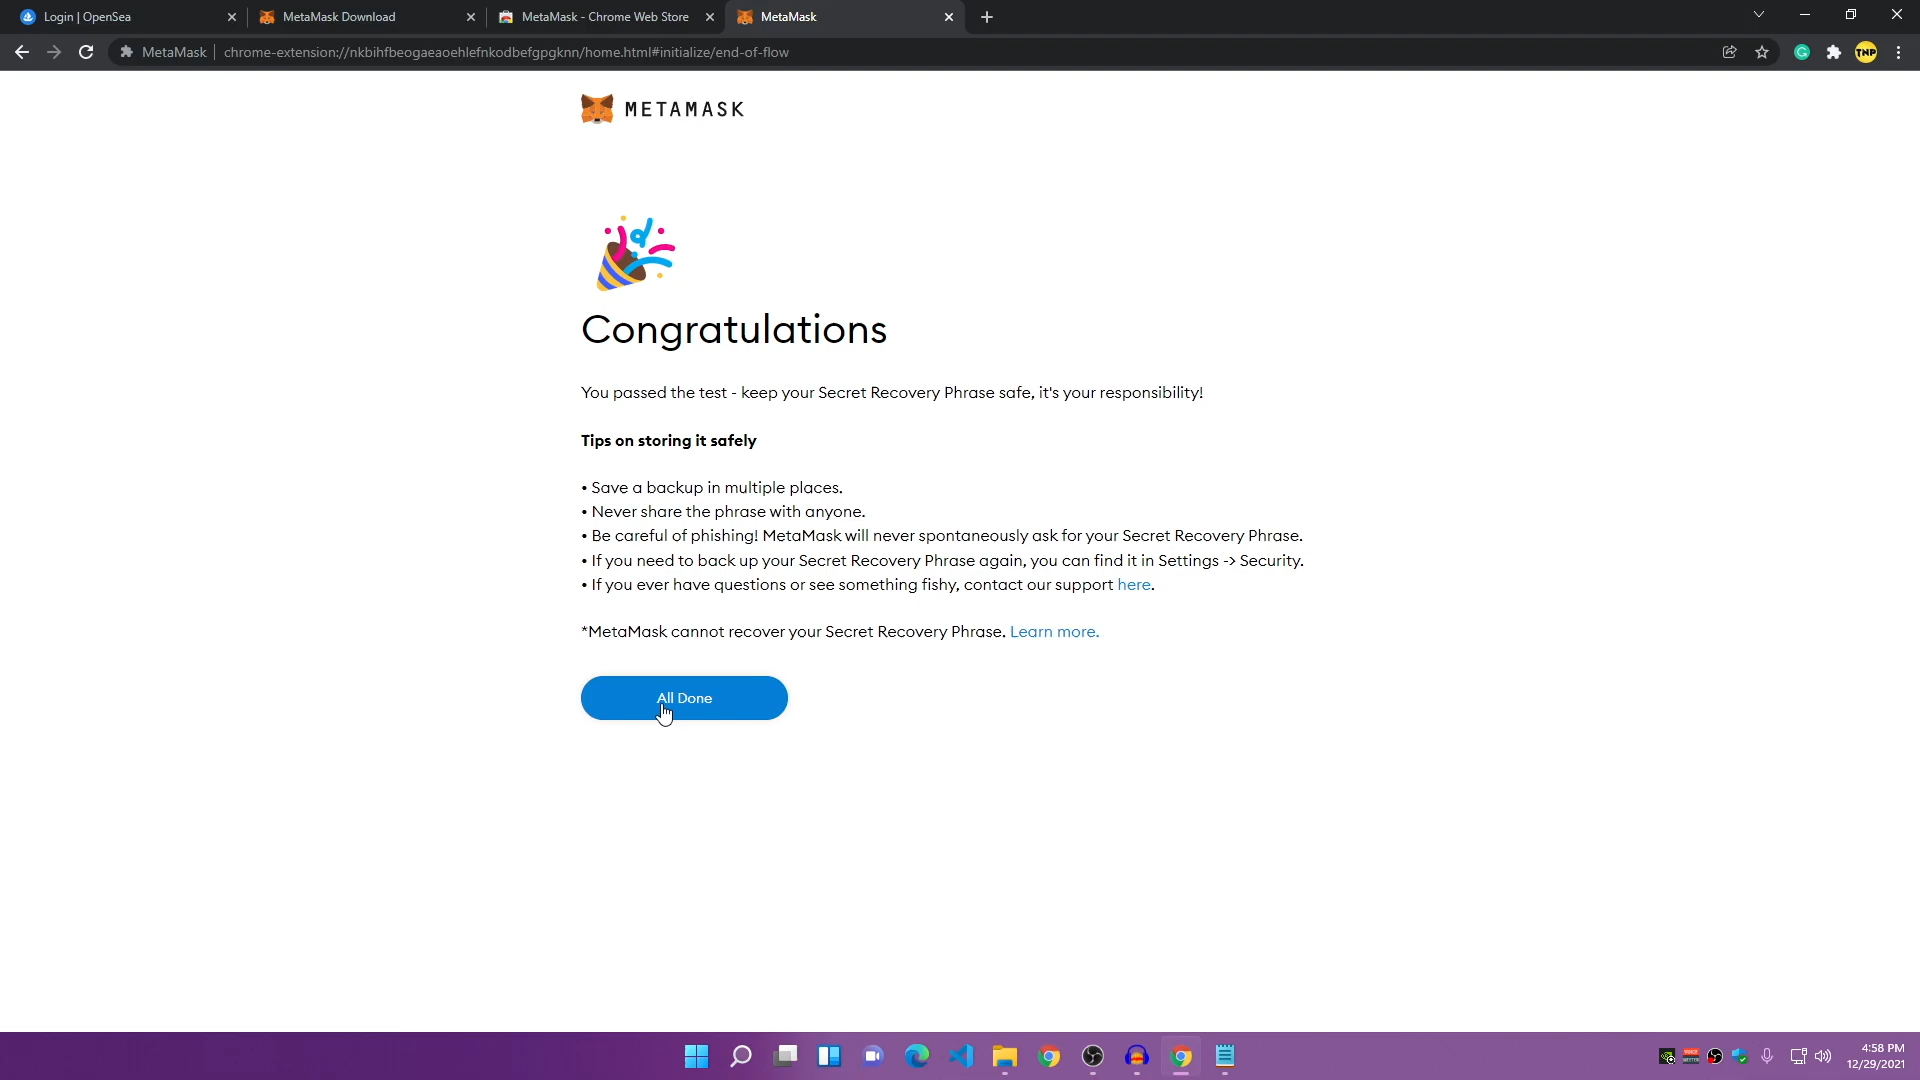 Login | OpenSea
MetaMask Download
MetaMask - Chrome Web Store
MetaMask
MetaMask
chrome-extension://nkbihfbeogaeaoehlefnkodbefgpgknn/home.html#initialize/end-of-flow
TNP
METAMASK
Congratulations
You passed the test - keep your Secret Recovery Phrase safe, it's your responsibility!
Tips on storing it safely
• Save a backup in multiple places.
• Never share the phrase with anyone.
• Be careful of phishing! MetaMask will never spontaneously ask for your Secret Recovery Phrase.
• If you need to back up your Secret Recovery Phrase again, you can find it in Settings -> Security.
• If you ever have questions or see something fishy, contact our support here.
*MetaMask cannot recover your Secret Recovery Phrase. Learn more.
All Done
4:58 PM
12/29/2021